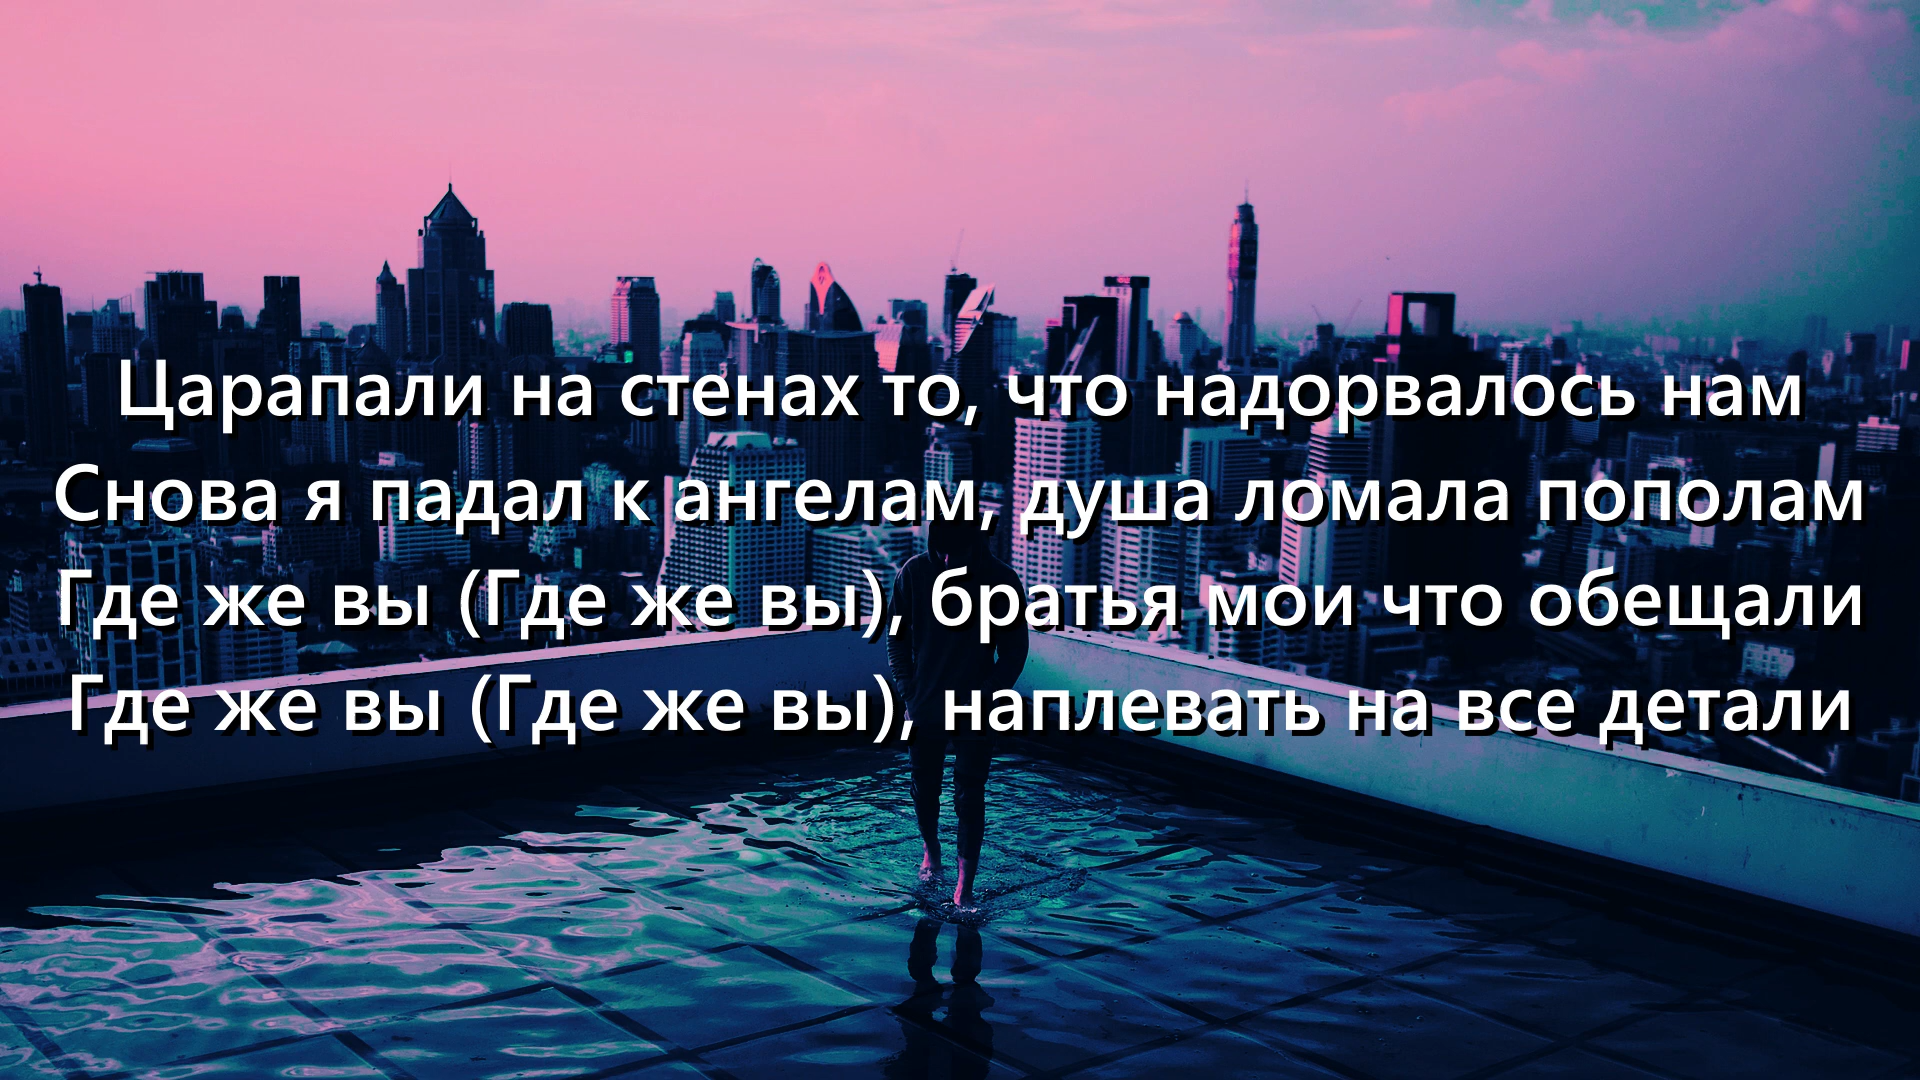 Царапали на стенах то, что надорвалось нам
Снова я падал к ангелам, душа ломала пополам
Где же вы (Где же вы), братья мои что обещали
Где же вы (Где же вы), наплевать на все детали